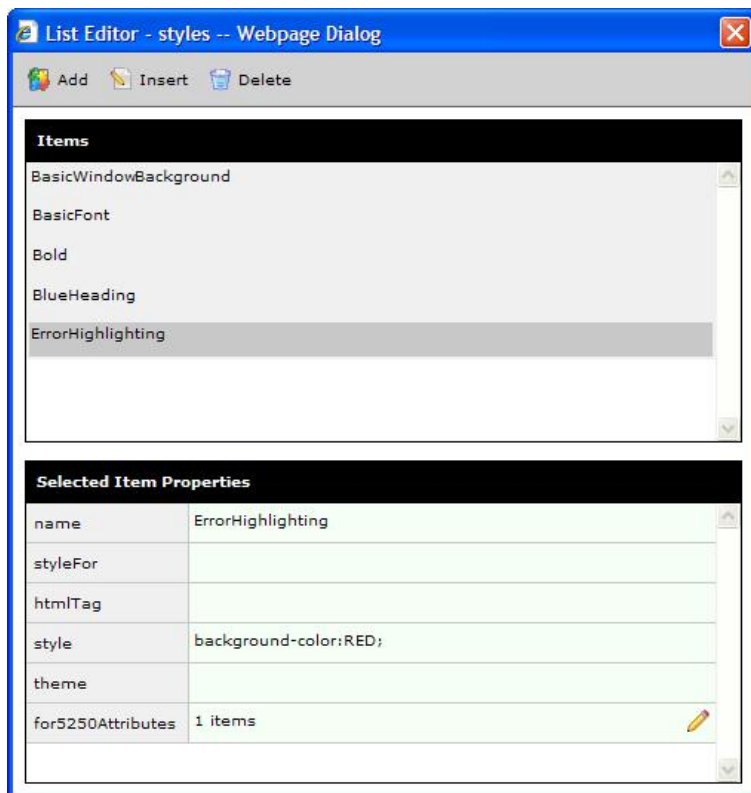 List Editor - styles -- Webpage Dialog
Add Insert Delete
Items
BasicWindowBackground
BasicFont
Bold
BlueHeading
ErrorHighlighting
Selected Item Properties
name ErrorHighlighting
styleFor
htmlTag
style background-color:RED;
theme
for5250Attributes 1 items